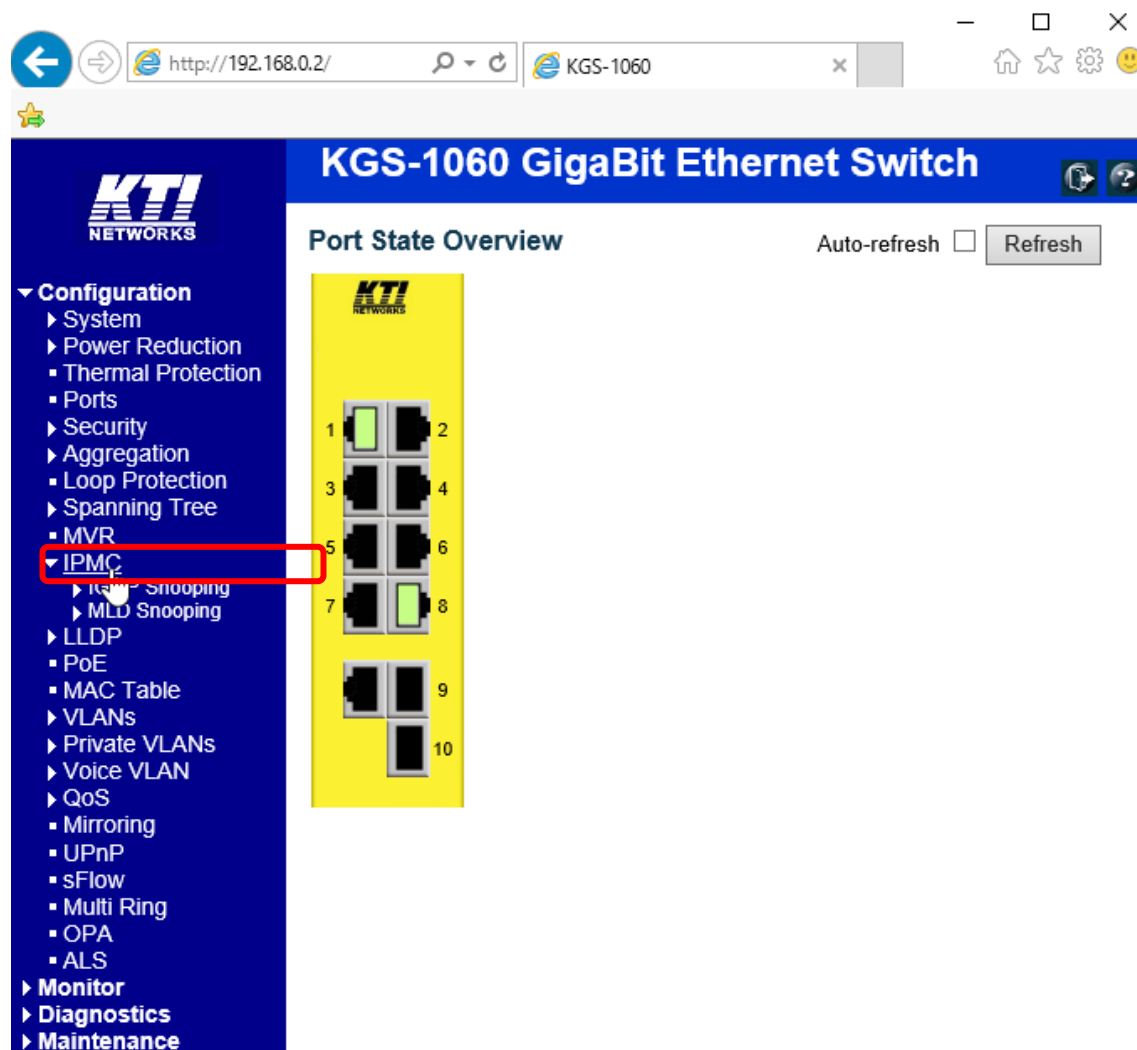 http://192.168.0.2/
KGS-1060
KGS-1060 GigaBit Ethernet Switch
KTI
NETWORKS
Port State Overview
Auto-refresh
Refresh
Configuration
System
Power Reduction
Thermal Protection
Ports
Security
Aggregation
Loop Protection
Spanning Tree
MVR
IPMC
Snooping
MLD Snooping
LLDP
PoE
MAC Table
VLANs
Private VLANs
Voice VLAN
QoS
Mirroring
UPnP
sFlow
Multi Ring
OPA
ALS
Monitor
Diagnostics
Maintenance
KTI
NETWORKS
1 2
3 4
5 6
7 8
9
10